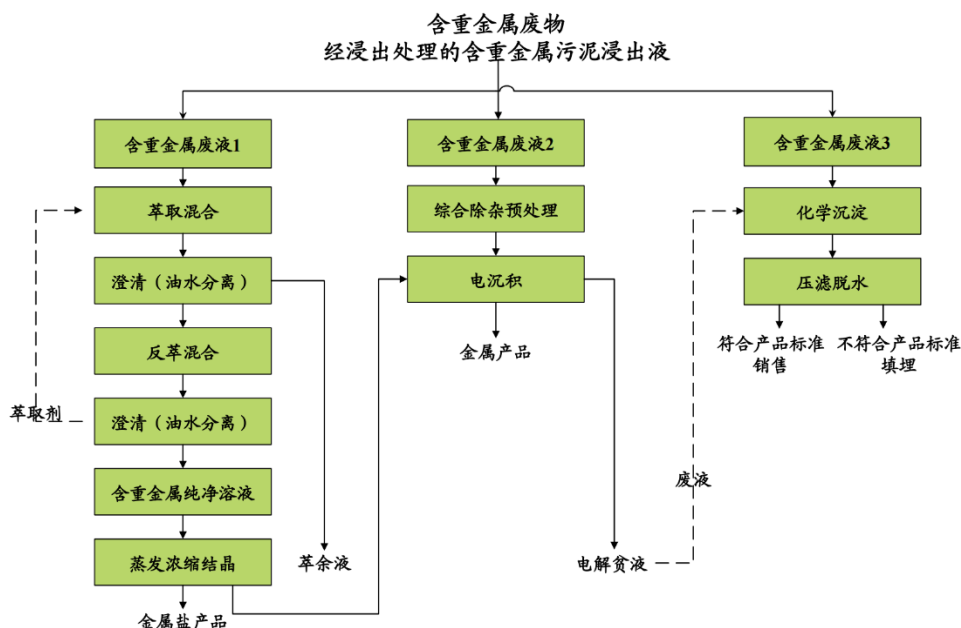 含重金属废物
经浸出处理的含重金属污泥浸出液
含重金属废液1
萃取混合
澄清（油水分离）
反萃混合
萃取剂
澄清（油水分离）
含重金属纯净溶液
蒸发浓缩结晶
金属盐产品
萃余液
含重金属废液2
综合除杂预处理
电沉积
金属产品
电解贫液
废液
含重金属废液3
化学沉淀
压滤脱水
符合产品标准
销售
不符合产品标准
填埋